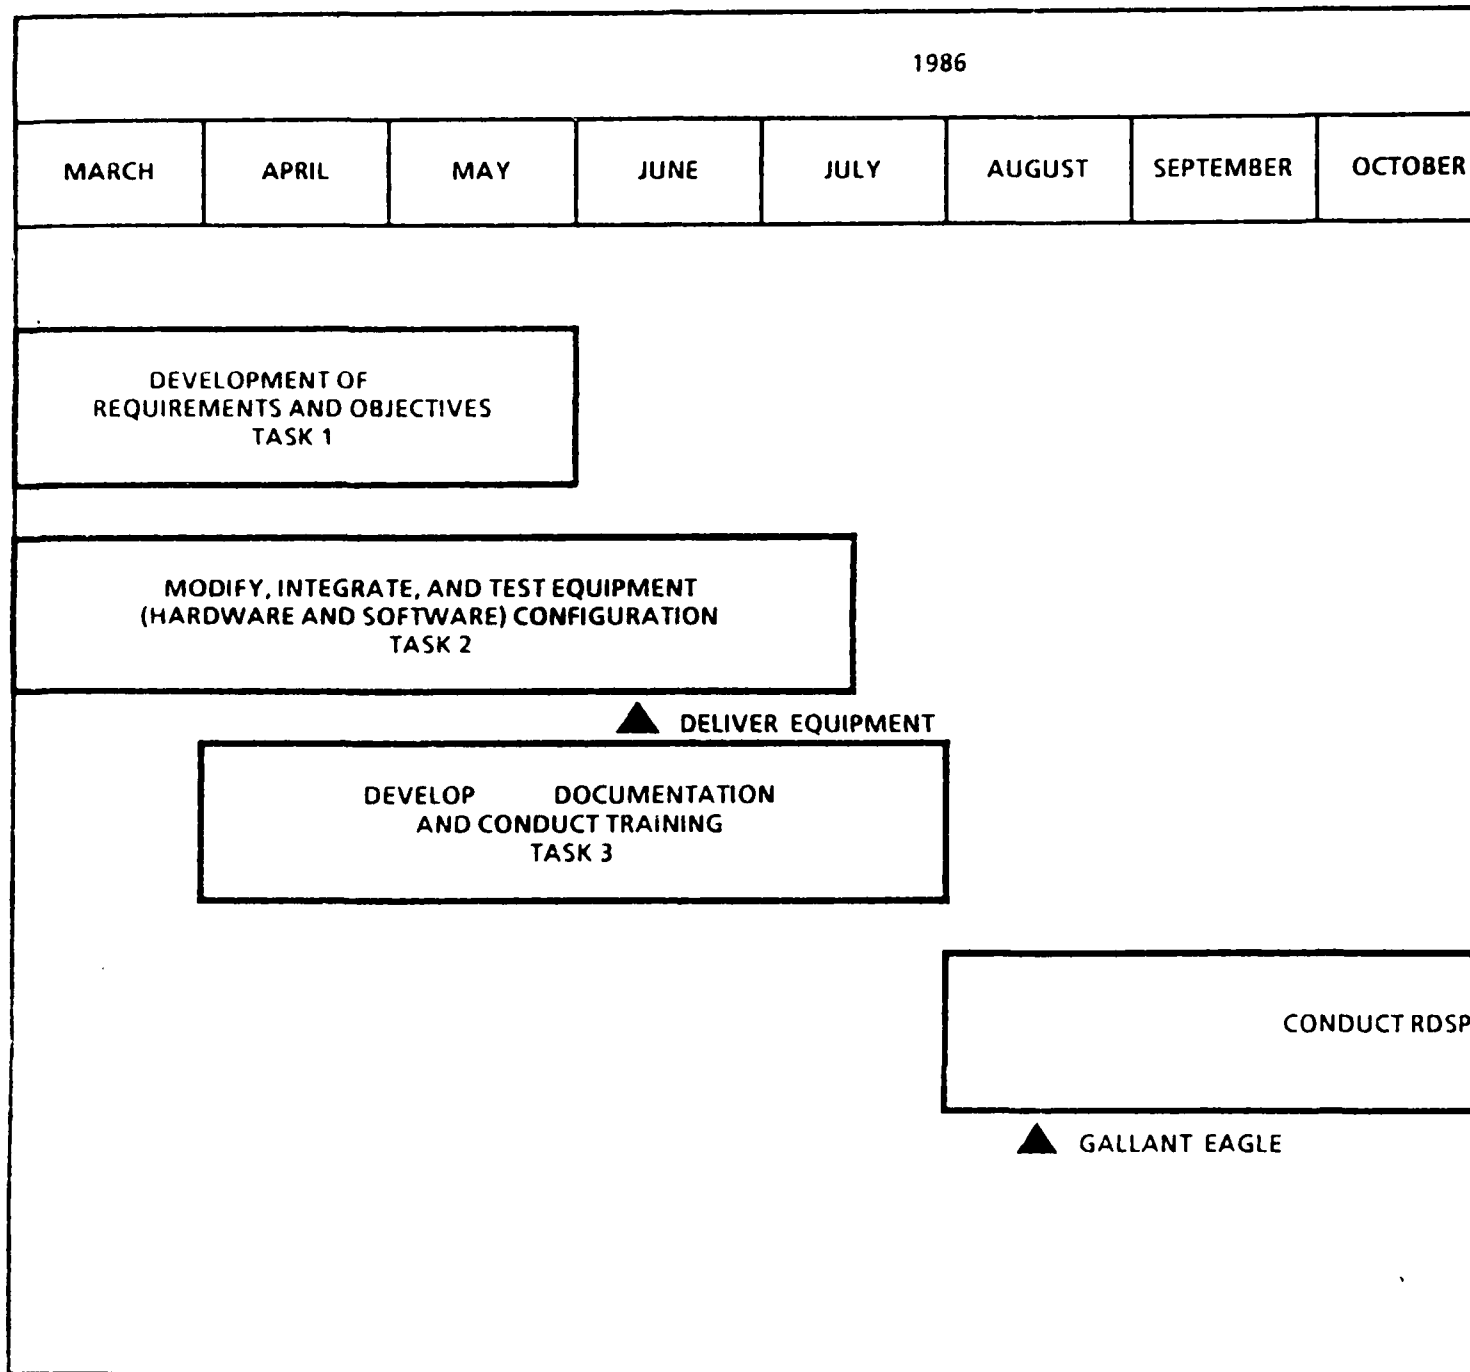 1986
MARCH APRIL MAY JUNE JULY AUGUST SEPTEMBER OCTOBER
DEVELOPMENT OF
REQUIREMENTS AND OBJECTIVES
TASK 1
MODIFY, INTEGRATE, AND TEST EQUIPMENT
(HARDWARE AND SOFTWARE) CONFIGURATION
TASK 2
DELIVER EQUIPMENT
DEVELOP DOCUMENTATION
AND CONDUCT TRAINING
TASK 3
CONDUCT RDSP
GALLANT EAGLE